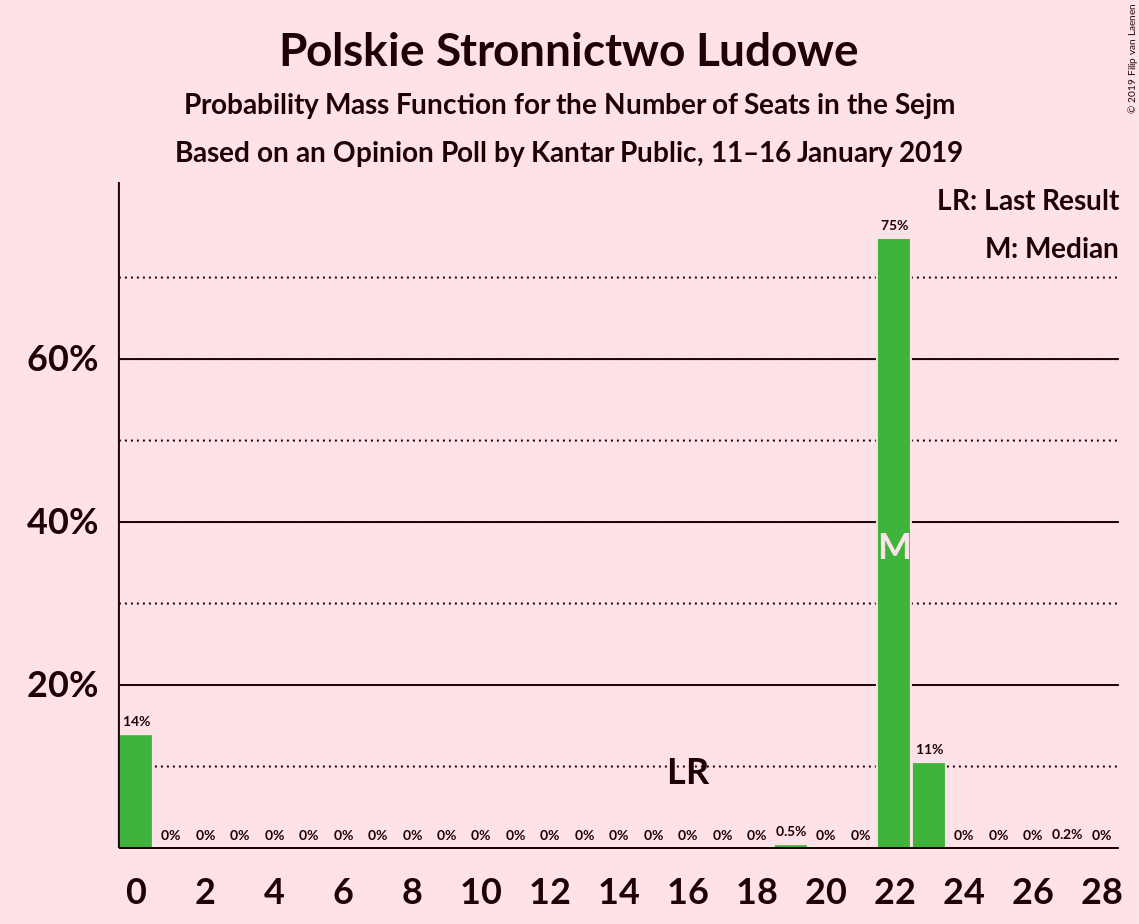 Polskie Stronnictwo Ludowe
Probability Mass Function for the Number of Seats in the Sejm
Based on an Opinion Poll by Kantar Public, 11–16 January 2019
© 2019 Filip van Laenen
LR: Last Result
M: Median
75%
60%
40%
M
20%
14%
11%
LR
0% 0% 0% 0% 0% 0% 0% 0% 0% 0% 0% 0% 0% 0% 0% 0% 0% 0% 0.5% 0% 0% 0% 0% 0% 0.2% 0%
0 2 4 6 8 10 12 14 16 18 20 22 24 26 28